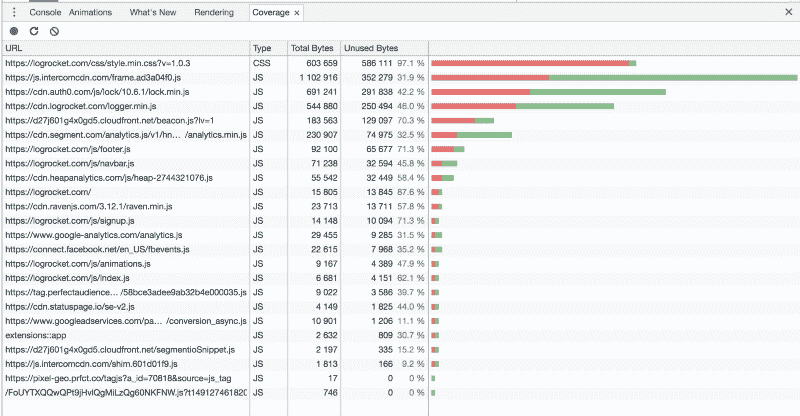 Console Animations What's New Rendering Coverage ×
URL Type Total Bytes Unused Bytes
https://logrocket.com/css/style.min.css?v=1.0.3 CSS 603 659 586 111 97.1 %
https://js.intercomcdn.com/frame.ad3a04f0.js JS 1 102 916 352 279 31.9 %
https://cdn.auth0.com/js/lock/10.6.1/lock.min.js JS 691 241 291 838 42.2 %
https://cdn.logrocket.com/logger.min.js JS 544 880 250 494 46.0 %
https://d27j601g4x0gd5.cloudfront.net/beacon.js?lv=1 JS 183 563 129 097 70.3 %
https://cdn.segment.com/analytics.js/v1/hn… /analytics.min.js JS 230 907 74 975 32.5 %
https://logrocket.com/js/footer.js JS 92 100 65 677 71.3 %
https://logrocket.com/js/navbar.js JS 71 238 32 594 45.8 %
https://cdn.heapanalytics.com/js/heap-2744321076.js JS 55 542 32 449 58.4 %
https://logrocket.com/ JS 15 805 13 845 87.6 %
https://cdn.ravenjs.com/3.12.1/raven.min.js JS 23 713 13 711 57.8 %
https://logrocket.com/js/signup.js JS 14 148 10 094 71.3 %
https://www.google-analytics.com/analytics.js JS 29 455 9 285 31.5 %
https://connect.facebook.net/en_US/fbevents.js JS 22 615 7 968 35.2 %
https://logrocket.com/js/animations.js JS 9 167 4 389 47.9 %
https://logrocket.com/js/index.js JS 6 681 4 151 62.1 %
https://tag.perfectaudience… /58bce3adee9ab32b4e000035.js JS 9 022 3 586 39.7 %
https://cdn.statuspage.io/se-v2.js JS 4 149 1 825 44.0 %
https://www.googleadservices.com/pa… /conversion_async.js JS 10 901 1 206 11.1 %
extensions::app JS 2 632 809 30.7 %
https://d27j601g4x0gd5.cloudfront.net/segmentioSnippet.js JS 2 197 335 15.2 %
https://js.intercomcdn.com/shim.601d01f9.js JS 1 813 166 9.2 %
https://pixel-geo.prfct.co/tagjs?a_id=70818&source=js_tag JS 17 0 0 %
/FoUYTXQQwQPt9jHvIQgMiLzQg60NKFNW.js?t149127461820 JS 746 0 0 %